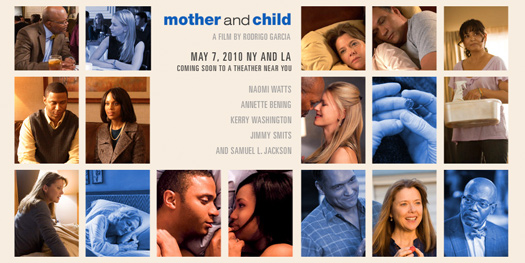 mother and child
A FILM BY RODRIGO GARCIA
MAY 7, 2010 NY AND LA
COMING SOON TO A THEATHER NEAR YOU
NAOMI WATTS
ANNETTE BENING
KERRY WASHINGTON
JIMMY SMITS
AND SAMUEL L. JACKSON